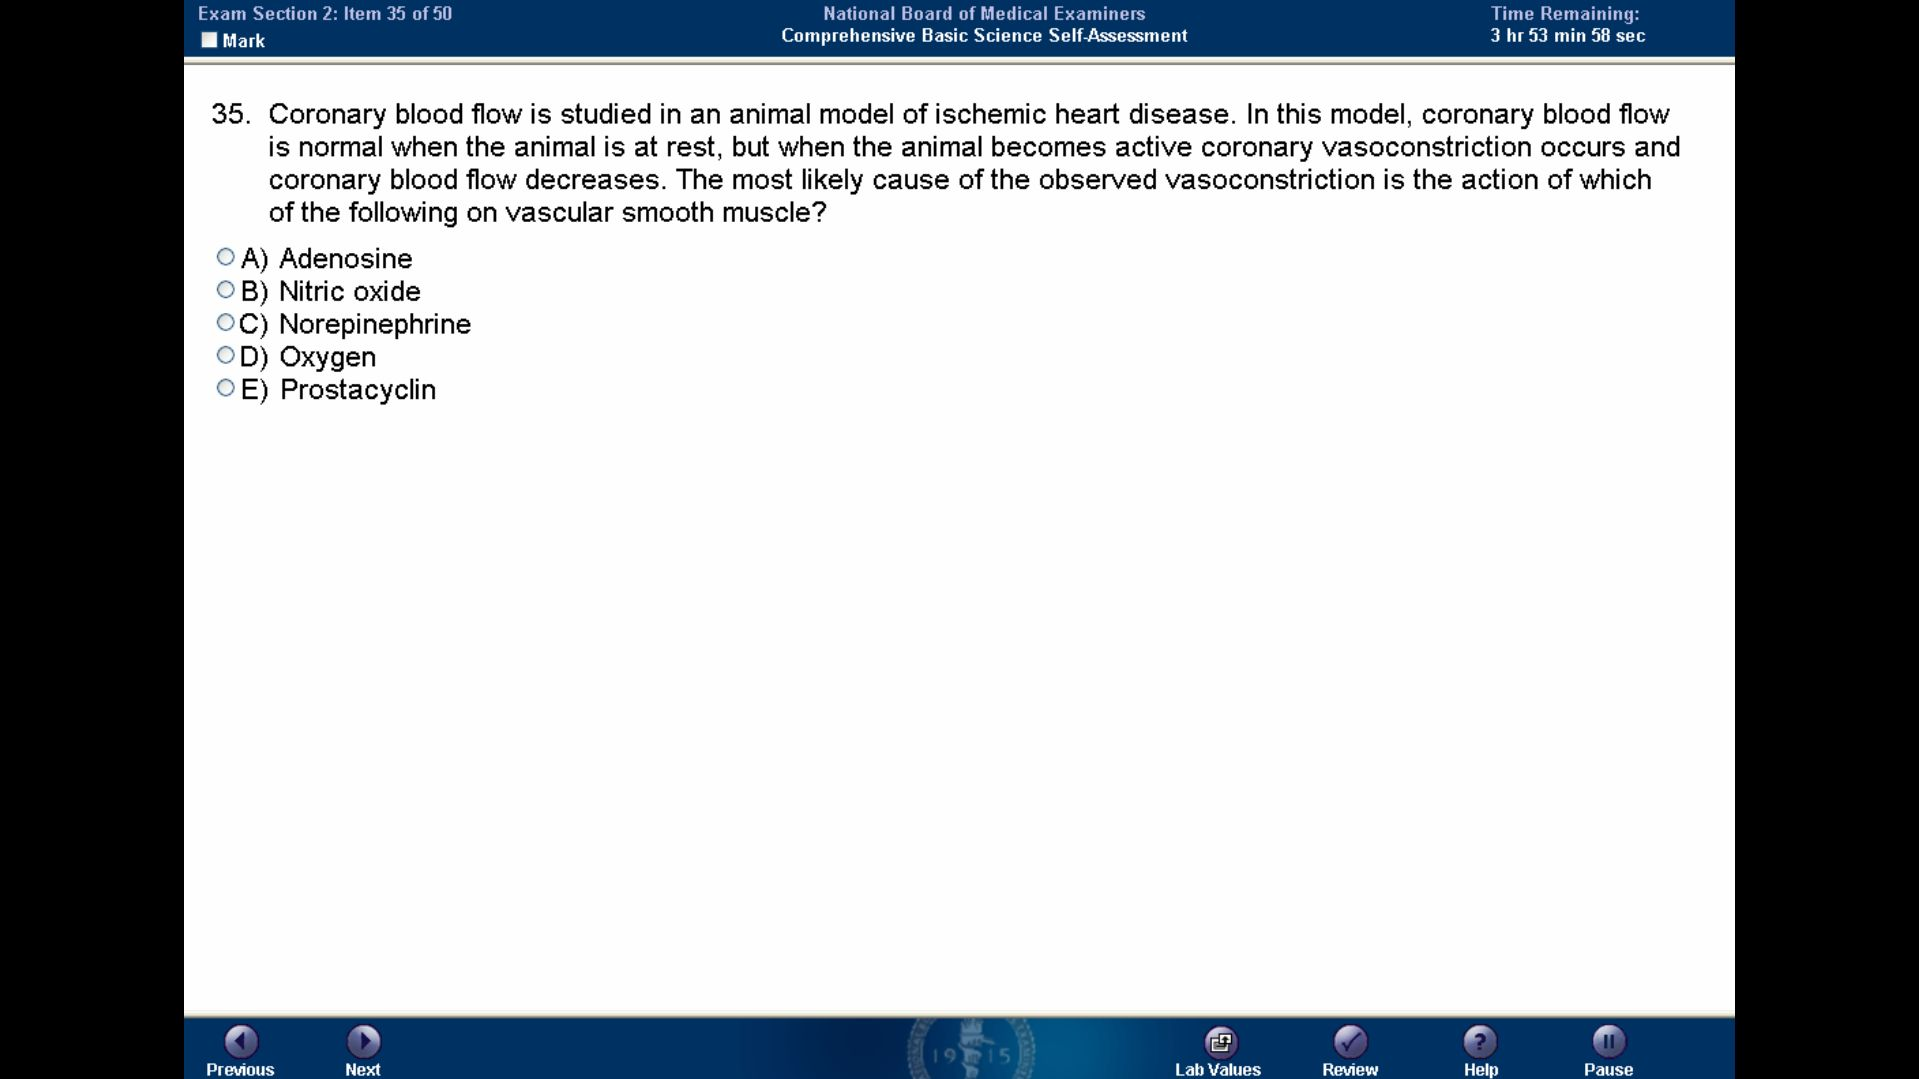 Exam Section 2: Item 35 of 50
National Board of Medical Examiners
Time Remaining:
Mark
Comprehensive Basic Science Self-Assessment
3 hr 53 min 58 sec
35. Coronary blood flow is studied in an animal model of ischemic heart disease. In this model, coronary blood flow
is normal when the animal is at rest, but when the animal becomes active coronary vasoconstriction occurs and
coronary blood flow decreases. The most likely cause of the observed vasoconstriction is the action of which
of the following on vascular smooth muscle?
A) Adenosine
B) Nitric oxide
C) Norepinephrine
D) Oxygen
E) Prostacyclin
19 15
Previous
Next
Lab Values
Review
Help
Pause